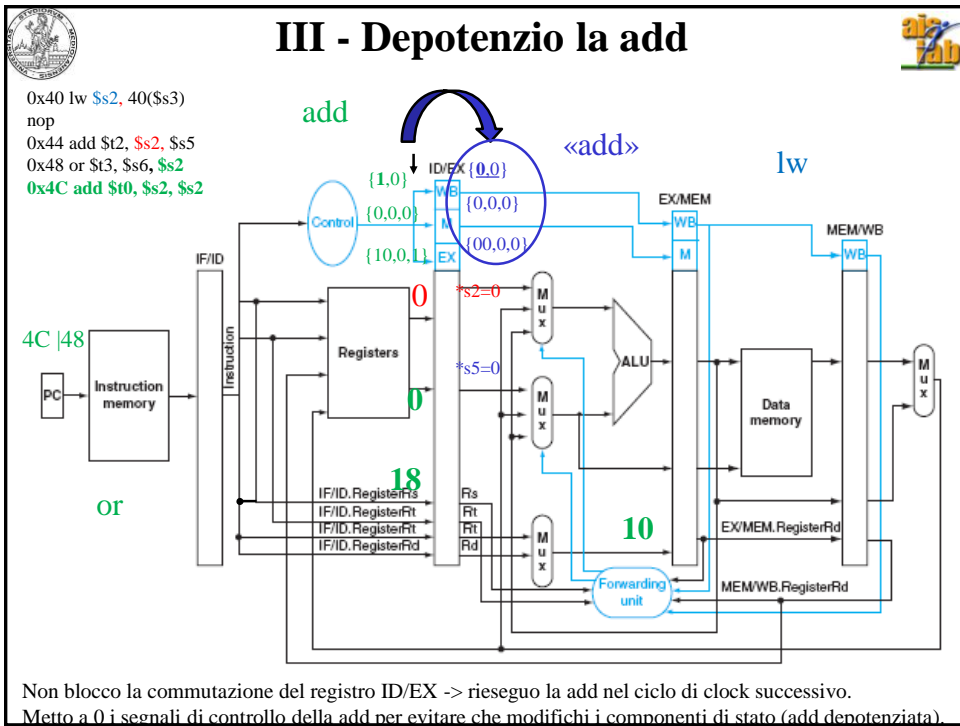 III - Depotenzio la add
0x40 lw $s2, 40($s3)
nop
0x44 add $t2, $s2, $s5
0x48 or $t3, $s6, $s2
0x4C add $t0, $s2, $s2
add
«add»
lw
ID/EX
{1,0}
WB
{0,0}
EX/MEM
Control
{0,0,0}
M
{0,0,0}
WB
MEM/WB
{10,0,1}
EX
{00,0,0}
M
WB
IF/ID
0
*s2=0
Mux
4C |48
Registers
Instruction
ALU
Mux
PC
Instruction memory
*s5=0
Mux
0
Data memory
18
or
IF/ID.RegisterRs
Rs
IF/ID.RegisterRt
Rt
IF/ID.RegisterRt
Rt
IF/ID.RegisterRd
Rd
Mux
10
EX/MEM.RegisterRd
Forwarding unit
MEM/WB.RegisterRd
Non blocco la commutazione del registro ID/EX -> rieseguo la add nel ciclo di clock successivo.
Metto a 0 i segnali di controllo della add per evitare che modifichi i componenti di stato (add depotenziata).
ais
lab